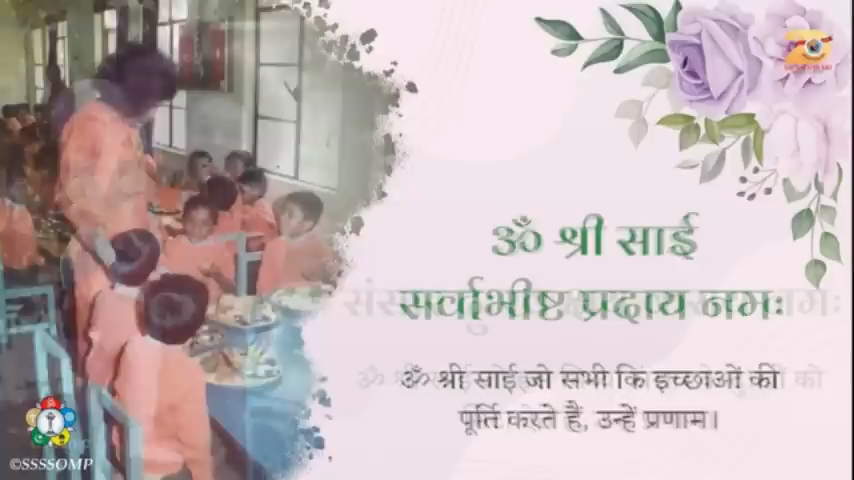 ॐ श्री साई
सर्वाभीष्ट प्रदाय नमः
ॐ श्री साई जो सभी कि इच्छाओं की
पूर्ति करते है, उन्हें प्रणाम।
©SSSSOMP